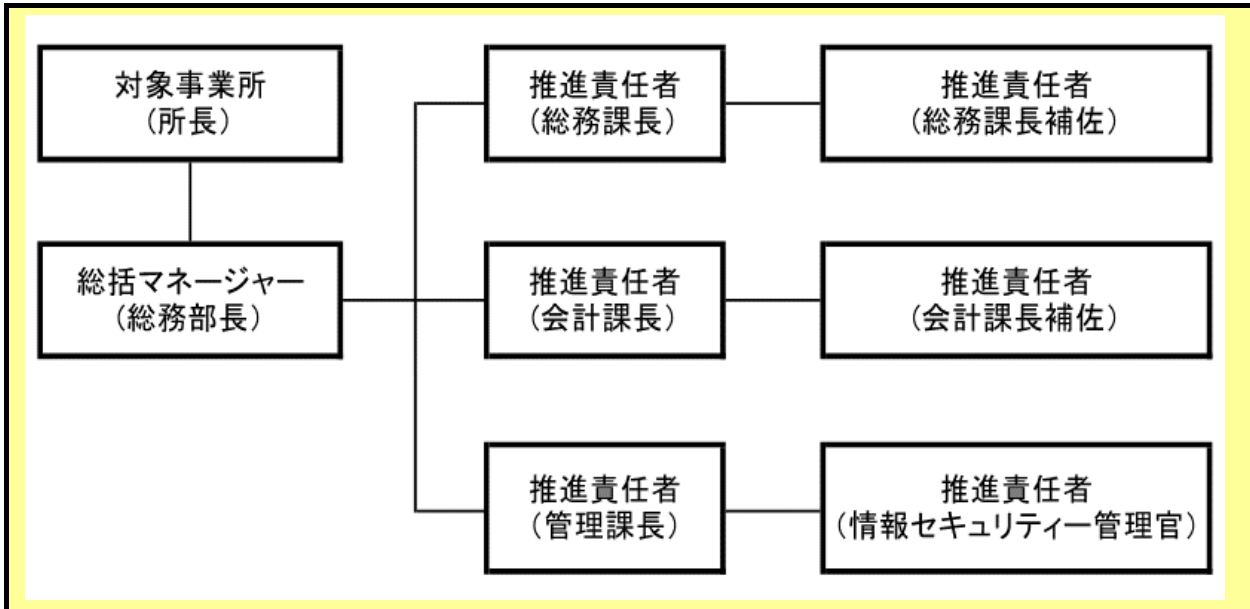 対象事業所
(所長)
推進責任者
(総務課長)
推進責任者
(総務課長補佐)
総括マネージャー
(総務部長)
推進責任者
(会計課長)
推進責任者
(会計課長補佐)
推進責任者
(管理課長)
推進責任者
(情報セキュリティー管理官)